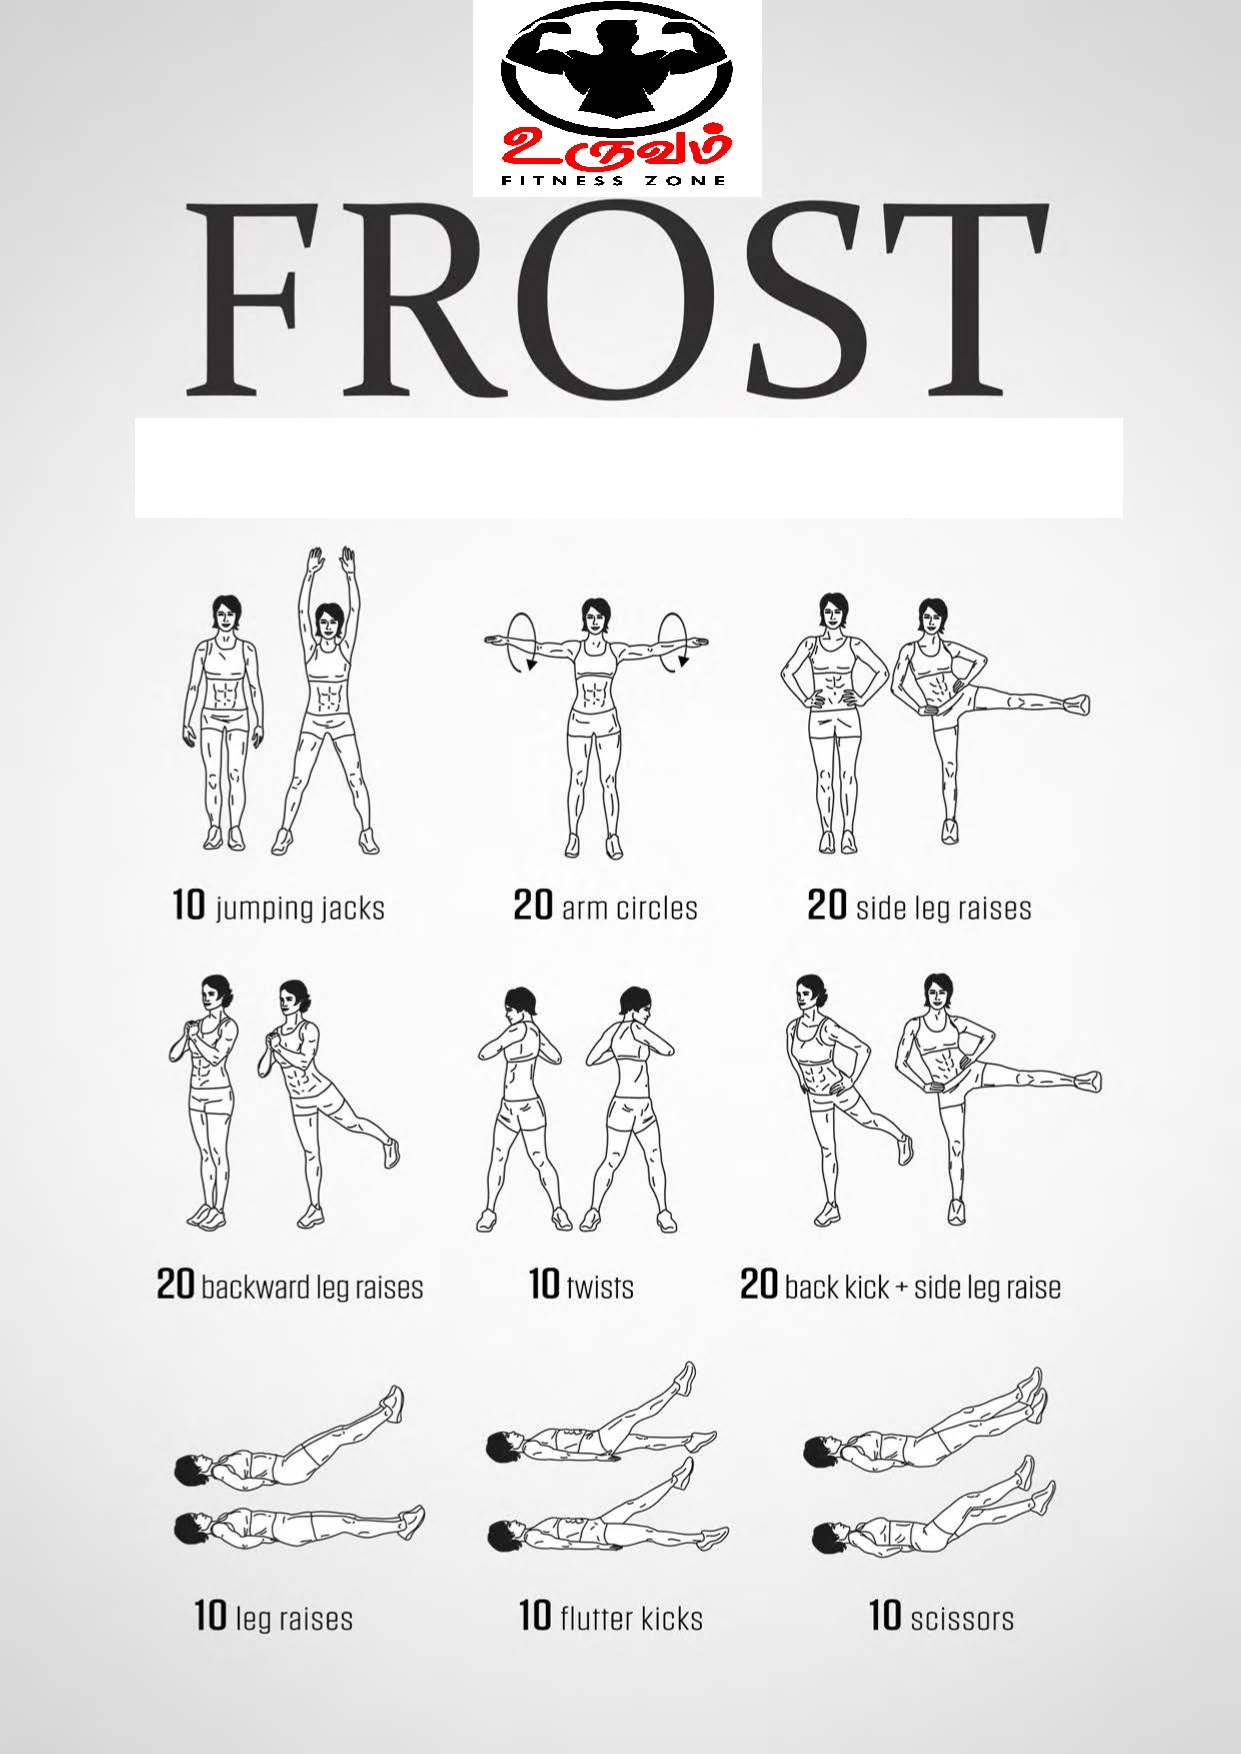 உருவம்
FITNESS ZONE
FROST
10 jumping jacks
20 arm circles
20 side leg raises
20 backward leg raises
10 twists
20 back kick + side leg raise
10 leg raises
10 flutter kicks
10 scissors